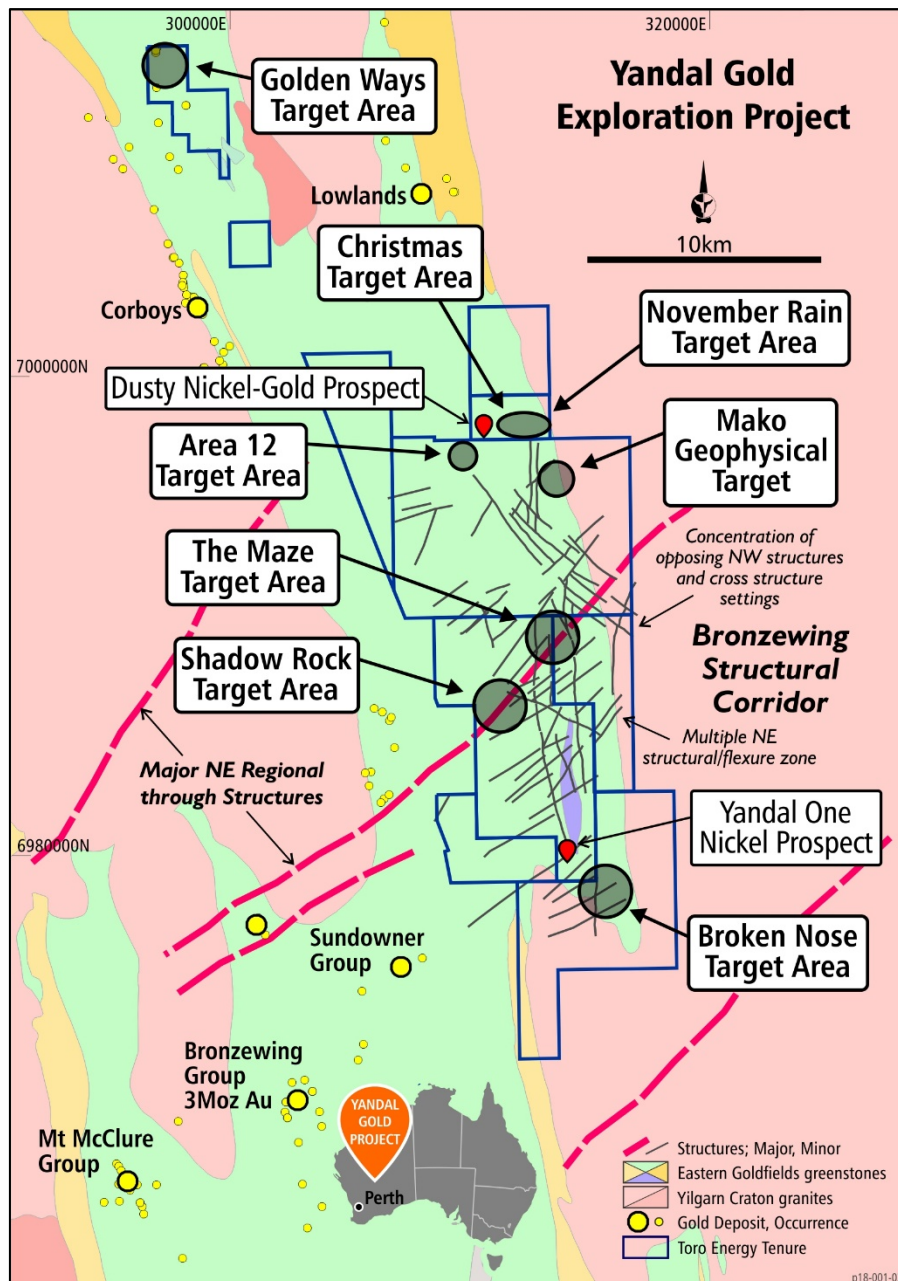 300000E
320000E
Yandal Gold
Exploration Project
Golden Ways
Target Area
Lowlands
10km
Christmas
Target Area
Corboys
November Rain
Target Area
7000000N
Dusty Nickel-Gold Prospect
Area 12
Target Area
Mako
Geophysical
Target
The Maze
Target Area
Concentration of
opposing NW structures
and cross structure
settings
Shadow Rock
Target Area
Bronzewing
Structural
Corridor
Multiple NE
structural/flexure zone
Major NE Regional
through Structures
Yandal One
Nickel Prospect
6980000N
Sundowner
Group
Broken Nose
Target Area
Bronzewing
Group
3Moz Au
YANDAL
GOLD
PROJECT
Mt McClure
Group
Perth
Structures; Major, Minor
Eastern Goldfields greenstones
Yilgarn Craton granites
Gold Deposit, Occurrence
Toro Energy Tenure